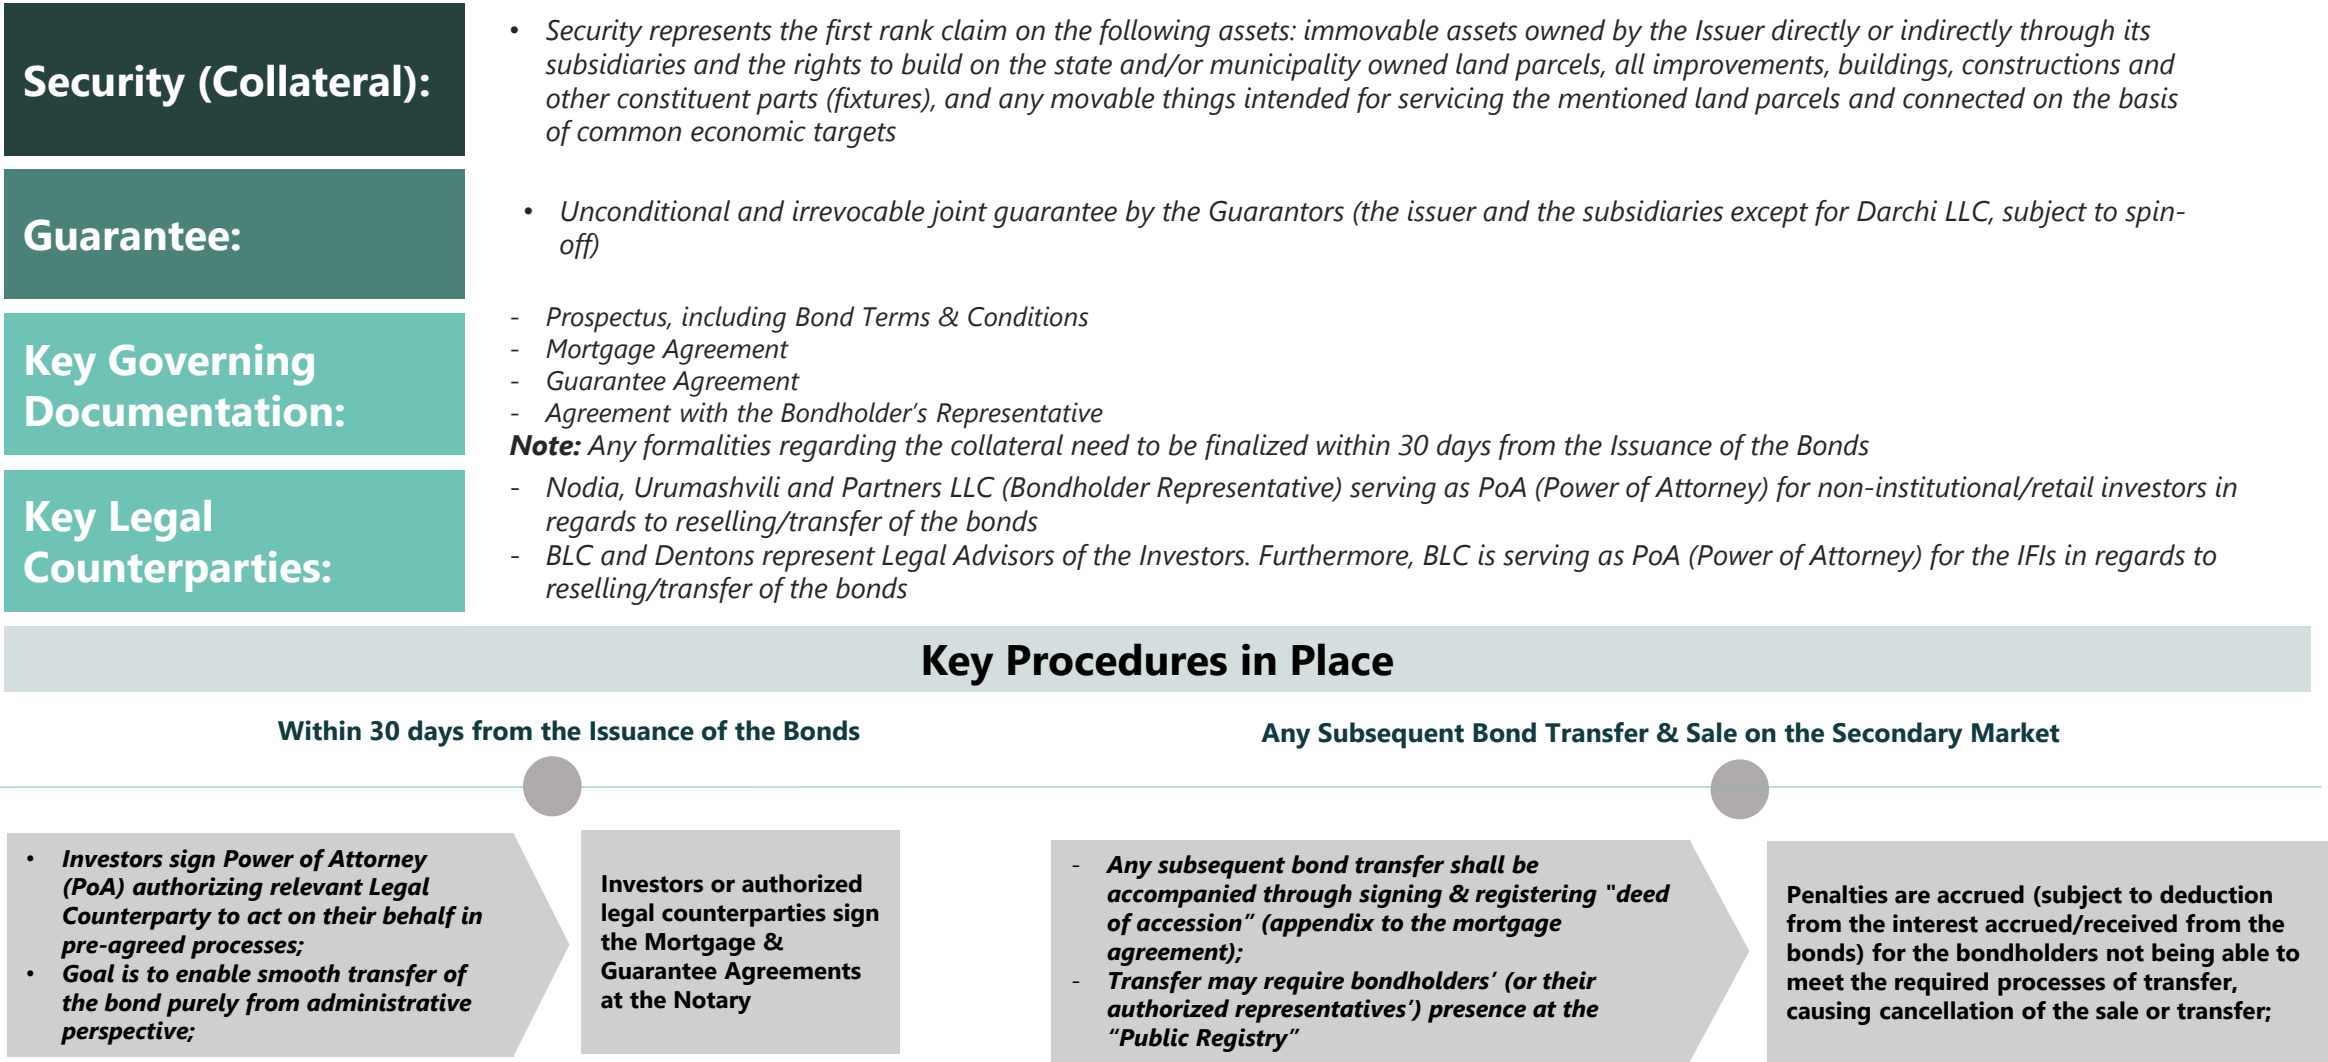 Security (Collateral):
• Security represents the first rank claim on the following assets: immovable assets owned by the Issuer directly or indirectly through its
subsidiaries and the rights to build on the state and/or municipality owned land parcels, all improvements, buildings, constructions and
other constituent parts (fixtures), and any movable things intended for servicing the mentioned land parcels and connected on the basis
of common economic targets
Guarantee:
• Unconditional and irrevocable joint guarantee by the Guarantors (the issuer and the subsidiaries except for Darchi LLC, subject to spin-
off)
Key Governing
Documentation:
- Prospectus, including Bond Terms & Conditions
- Mortgage Agreement
- Guarantee Agreement
- Agreement with the Bondholder’s Representative
Note: Any formalities regarding the collateral need to be finalized within 30 days from the Issuance of the Bonds
Key Legal
Counterparties:
- Nodia, Urumashvili and Partners LLC (Bondholder Representative) serving as PoA (Power of Attorney) for non-institutional/retail investors in
regards to reselling/transfer of the bonds
- BLC and Dentons represent Legal Advisors of the Investors. Furthermore, BLC is serving as PoA (Power of Attorney) for the IFIs in regards to
reselling/transfer of the bonds
Key Procedures in Place
Within 30 days from the Issuance of the Bonds
• Investors sign Power of Attorney
(PoA) authorizing relevant Legal
Counterparty to act on their behalf in
pre-agreed processes;
• Goal is to enable smooth transfer of
the bond purely from administrative
perspective;
Investors or authorized
legal counterparties sign
the Mortgage &
Guarantee Agreements
at the Notary
Any Subsequent Bond Transfer & Sale on the Secondary Market
- Any subsequent bond transfer shall be
accompanied through signing & registering "deed
of accession” (appendix to the mortgage
agreement);
- Transfer may require bondholders’ (or their
authorized representatives’) presence at the
“Public Registry”
Penalties are accrued (subject to deduction
from the interest accrued/received from the
bonds) for the bondholders not being able to
meet the required processes of transfer,
causing cancellation of the sale or transfer;